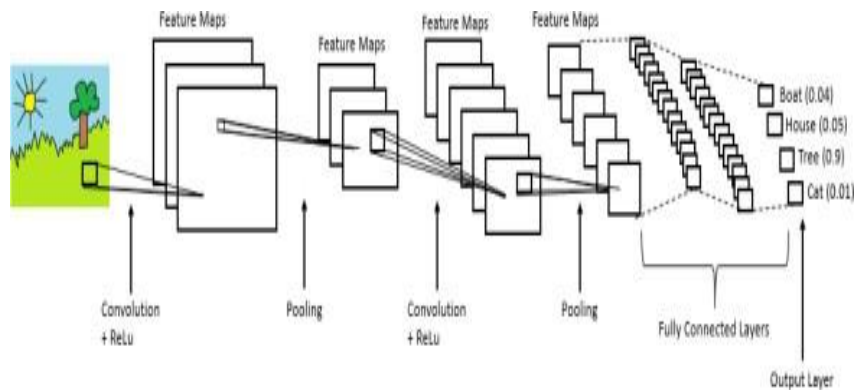 Feature Maps
Feature Maps
Feature Maps
Feature Maps
Boat (0.04)
House (0.05)
Tree (0.9)
Cat (0.01)
Convolution
+ ReLu
Pooling
Convolution
+ ReLu
Pooling
Fully Connected Layers
Output Layer